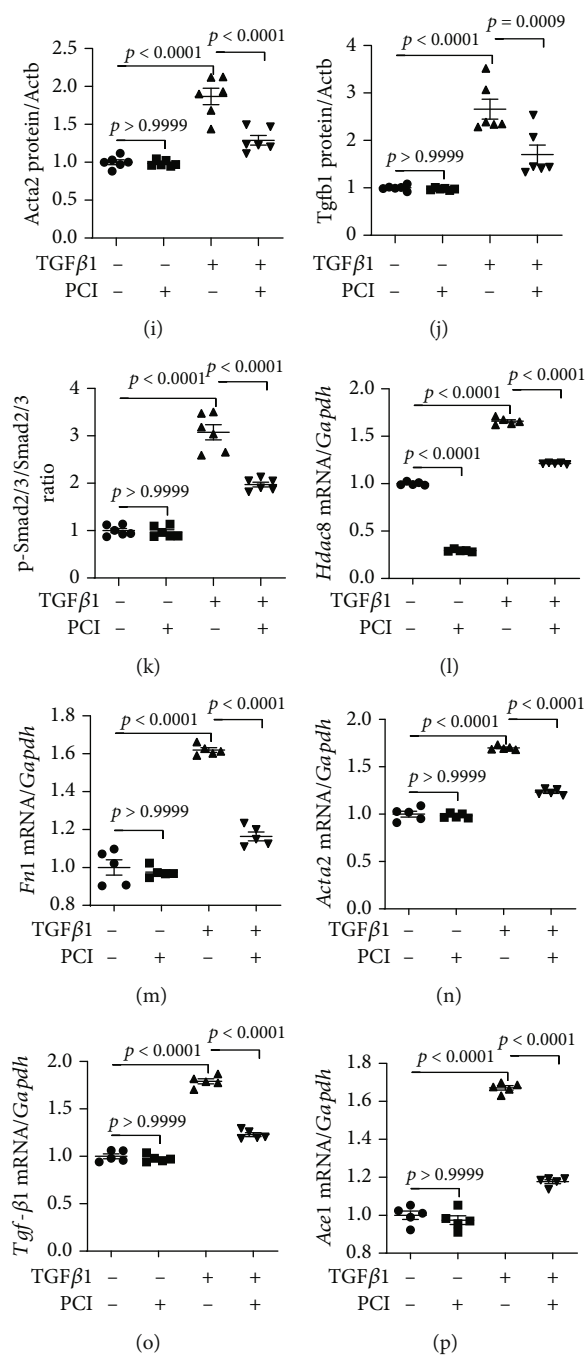 p < 0.0001
p < 0.0001
p > 0.9999
Acta2 protein/Actb
2.5
2.0
1.5
1.0
0.5
0.0
TGFβ1 – – + +
PCI – + – +
(i)
p = 0.0009
p < 0.0001
p > 0.9999
Tgfb1 protein/Actb
4
3
2
1
0
TGFβ1 – – + +
PCI – + – +
(j)
p < 0.0001
p < 0.0001
p > 0.9999
p-Smad2/3/Smad2/3
ratio
4
3
2
1
0
TGFβ1 – – + +
PCI – + – +
(k)
p < 0.0001
p < 0.0001
p < 0.0001
Hdac8 mRNA/Gapdh
2.0
1.5
1.0
0.5
0.0
TGFβ1 – – + +
PCI – + – +
(l)
p < 0.0001
p < 0.0001
p > 0.9999
Fn1 mRNA/Gapdh
1.8
1.6
1.4
1.2
1.0
0.8
TGFβ1 – – + +
PCI – + – +
(m)
p < 0.0001
p < 0.0001
p > 0.9999
Acta2 mRNA/Gapdh
2.0
1.5
1.0
0.5
0.0
TGFβ1 – – + +
PCI – + – +
(n)
p < 0.0001
p < 0.0001
p > 0.9999
Tgf-β1 mRNA/Gapdh
2.0
1.5
1.0
0.5
0.0
TGFβ1 – – + +
PCI – + – +
(o)
p < 0.0001
p < 0.0001
p > 0.9999
Ace1 mRNA/Gapdh
1.8
1.6
1.4
1.2
1.0
0.8
TGFβ1 – – + +
PCI – + – +
(p)